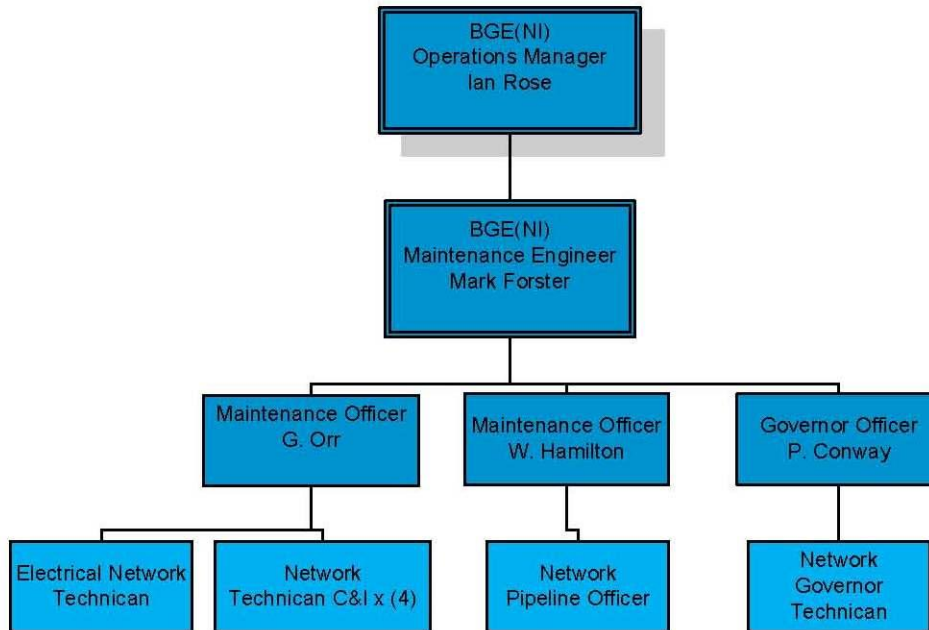 BGE(NI)
Operations Manager
Ian Rose
BGE(NI)
Maintenance Engineer
Mark Forster
Maintenance Officer
G. Orr
Maintenance Officer
W. Hamilton
Governor Officer
P. Conway
Electrical Network
Technican
Network
Technican C&I x (4)
Network
Pipeline Officer
Network
Governor
Technican